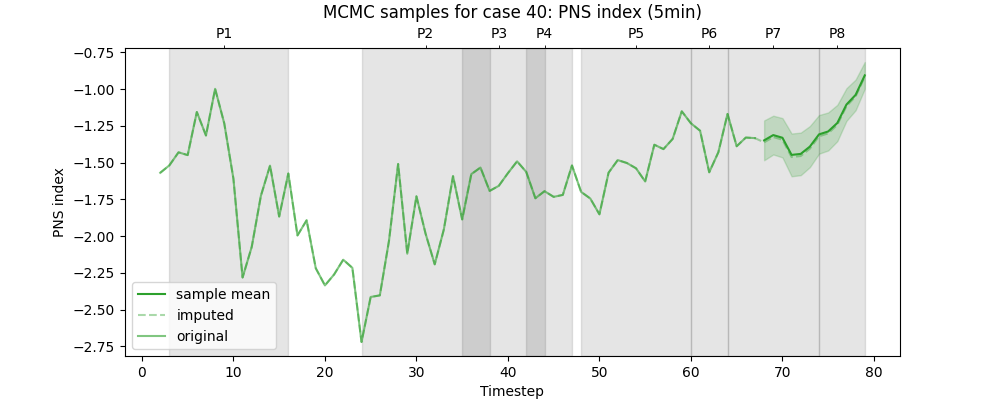 MCMC samples for case 40: PNS index (5min)
P1 P2 P3 P4 P5 P6 P7 P8
−0.75
−1.00
−1.25
−1.50
−1.75
−2.00
−2.25
−2.50
−2.75
PNS index
sample mean
imputed
original
0 10 20 30 40 50 60 70 80
Timestep